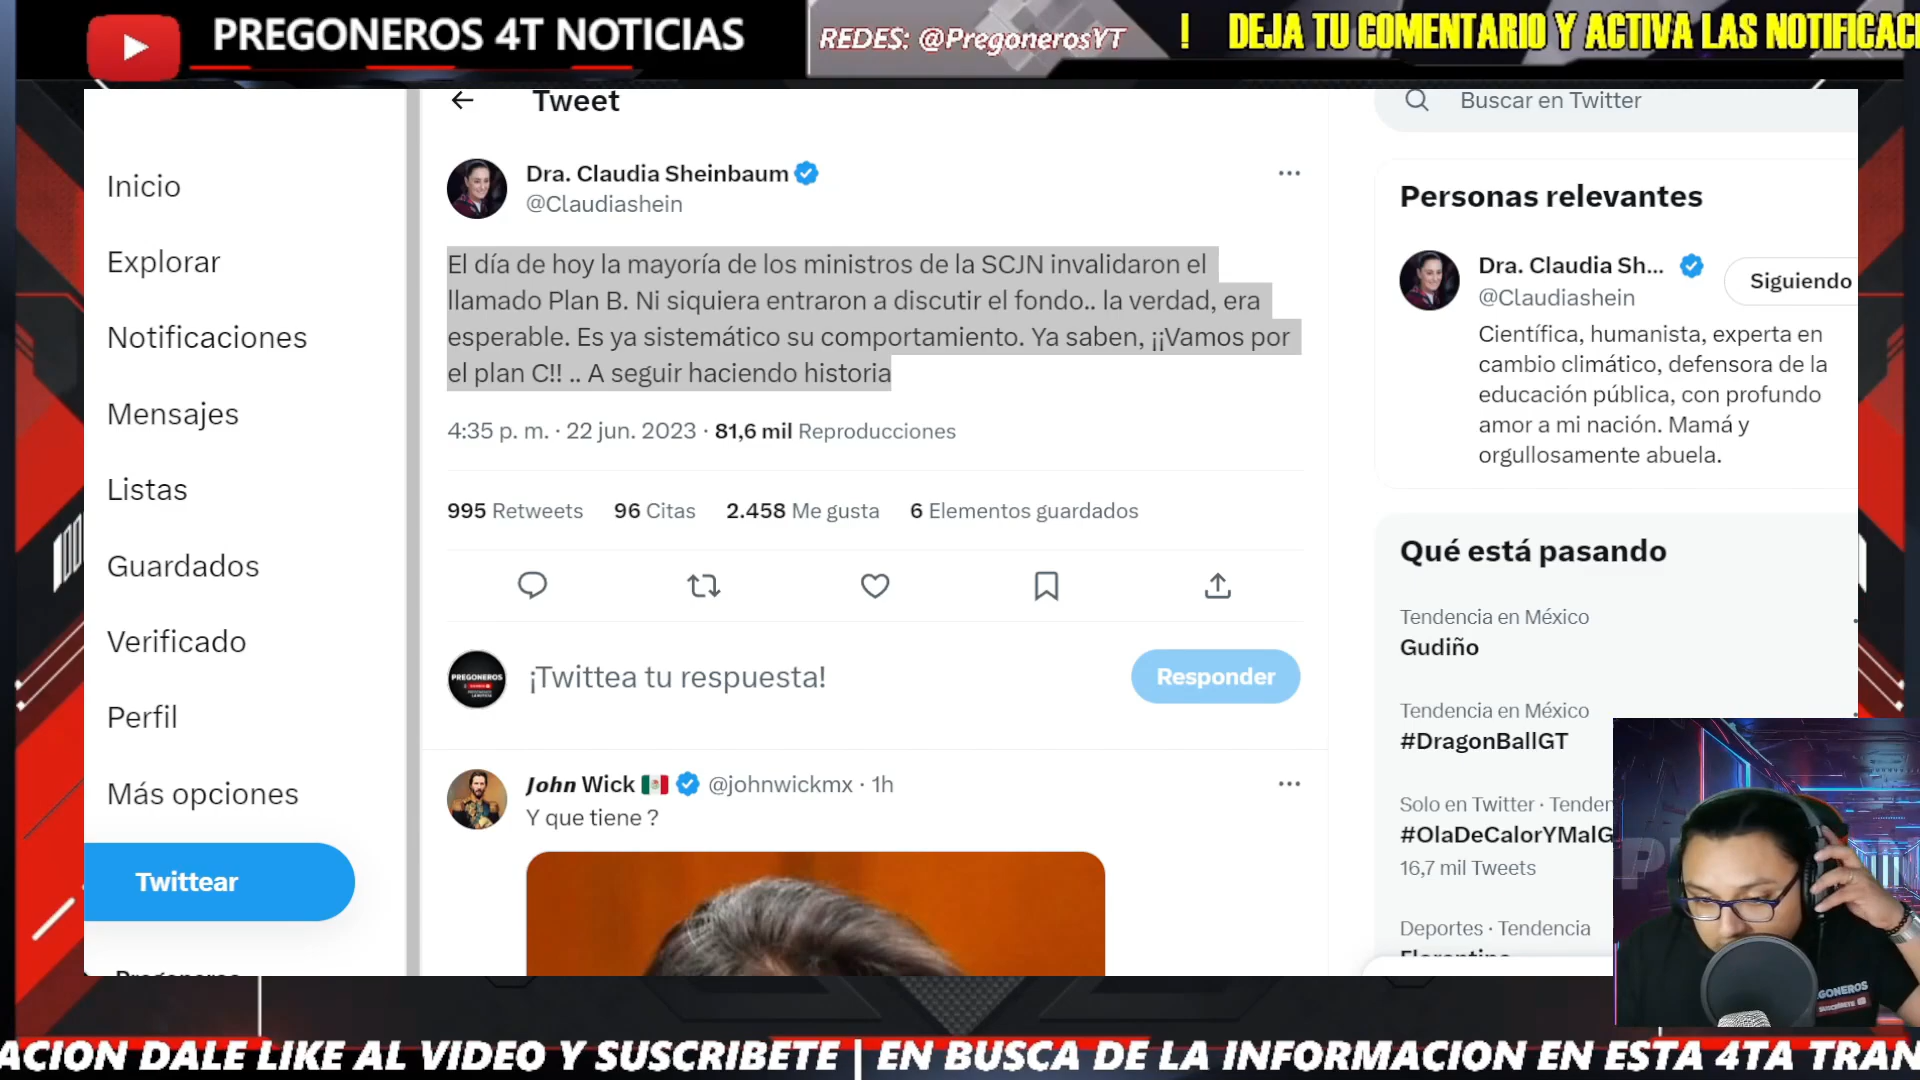 PREGONEROS 4T NOTICIAS
REDES: @PregonerosYT
! DEJA TU COMENTARIO Y ACTIVA LAS NOTIFICAC
Inicio
Explorar
Notificaciones
Mensajes
Listas
Guardados
Verificado
Perfil
Más opciones
Twittear
Pregoneros
← Tweet
Dra. Claudia Sheinbaum
@Claudiashein
El día de hoy la mayoría de los ministros de la SCJN invalidaron el
llamado Plan B. Ni siquiera entraron a discutir el fondo.. la verdad, era
esperable. Es ya sistemático su comportamiento. Ya saben, ¡¡Vamos por
el plan C!! .. A seguir haciendo historia
4:35 p. m. · 22 jun. 2023 · 81,6 mil Reproducciones
995 Retweets 96 Citas 2.458 Me gusta 6 Elementos guardados
PREGONEROS
¡Twittea tu respuesta!
Responder
John Wick 🇲🇽 @johnwickmx · 1h
Y que tiene ?
Buscar en Twitter
Personas relevantes
Dra. Claudia Sh...
@Claudiashein
Siguiendo
Científica, humanista, experta en
cambio climático, defensora de la
educación pública, con profundo
amor a mi nación. Mamá y
orgullosamente abuela.
Qué está pasando
Tendencia en México
Gudiño
Tendencia en México
#DragonBallGT
Solo en Twitter · Tenden
#OlaDeCalorYMalG
16,7 mil Tweets
Deportes · Tendencia
Florentino
GONEROS
ACION DALE LIKE AL VIDEO Y SUSCRIBETE | EN BUSCA DE LA INFORMACION EN ESTA 4TA TRAN